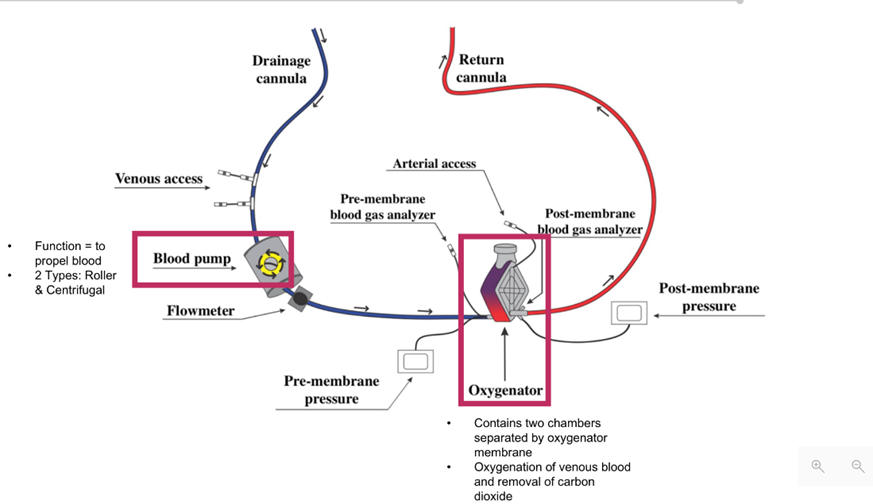 Drainage
cannula
Return
cannula
Arterial access
Venous access
Pre-membrane
blood gas analyzer
Post-membrane
blood gas analyzer
• Function = to
propel blood
• 2 Types: Roller
& Centrifugal
Blood pump
Flowmeter
Post-membrane
pressure
Pre-membrane
pressure
Oxygenator
• Contains two chambers
separated by oxygenator
membrane
• Oxygenation of venous blood
and removal of carbon
dioxide